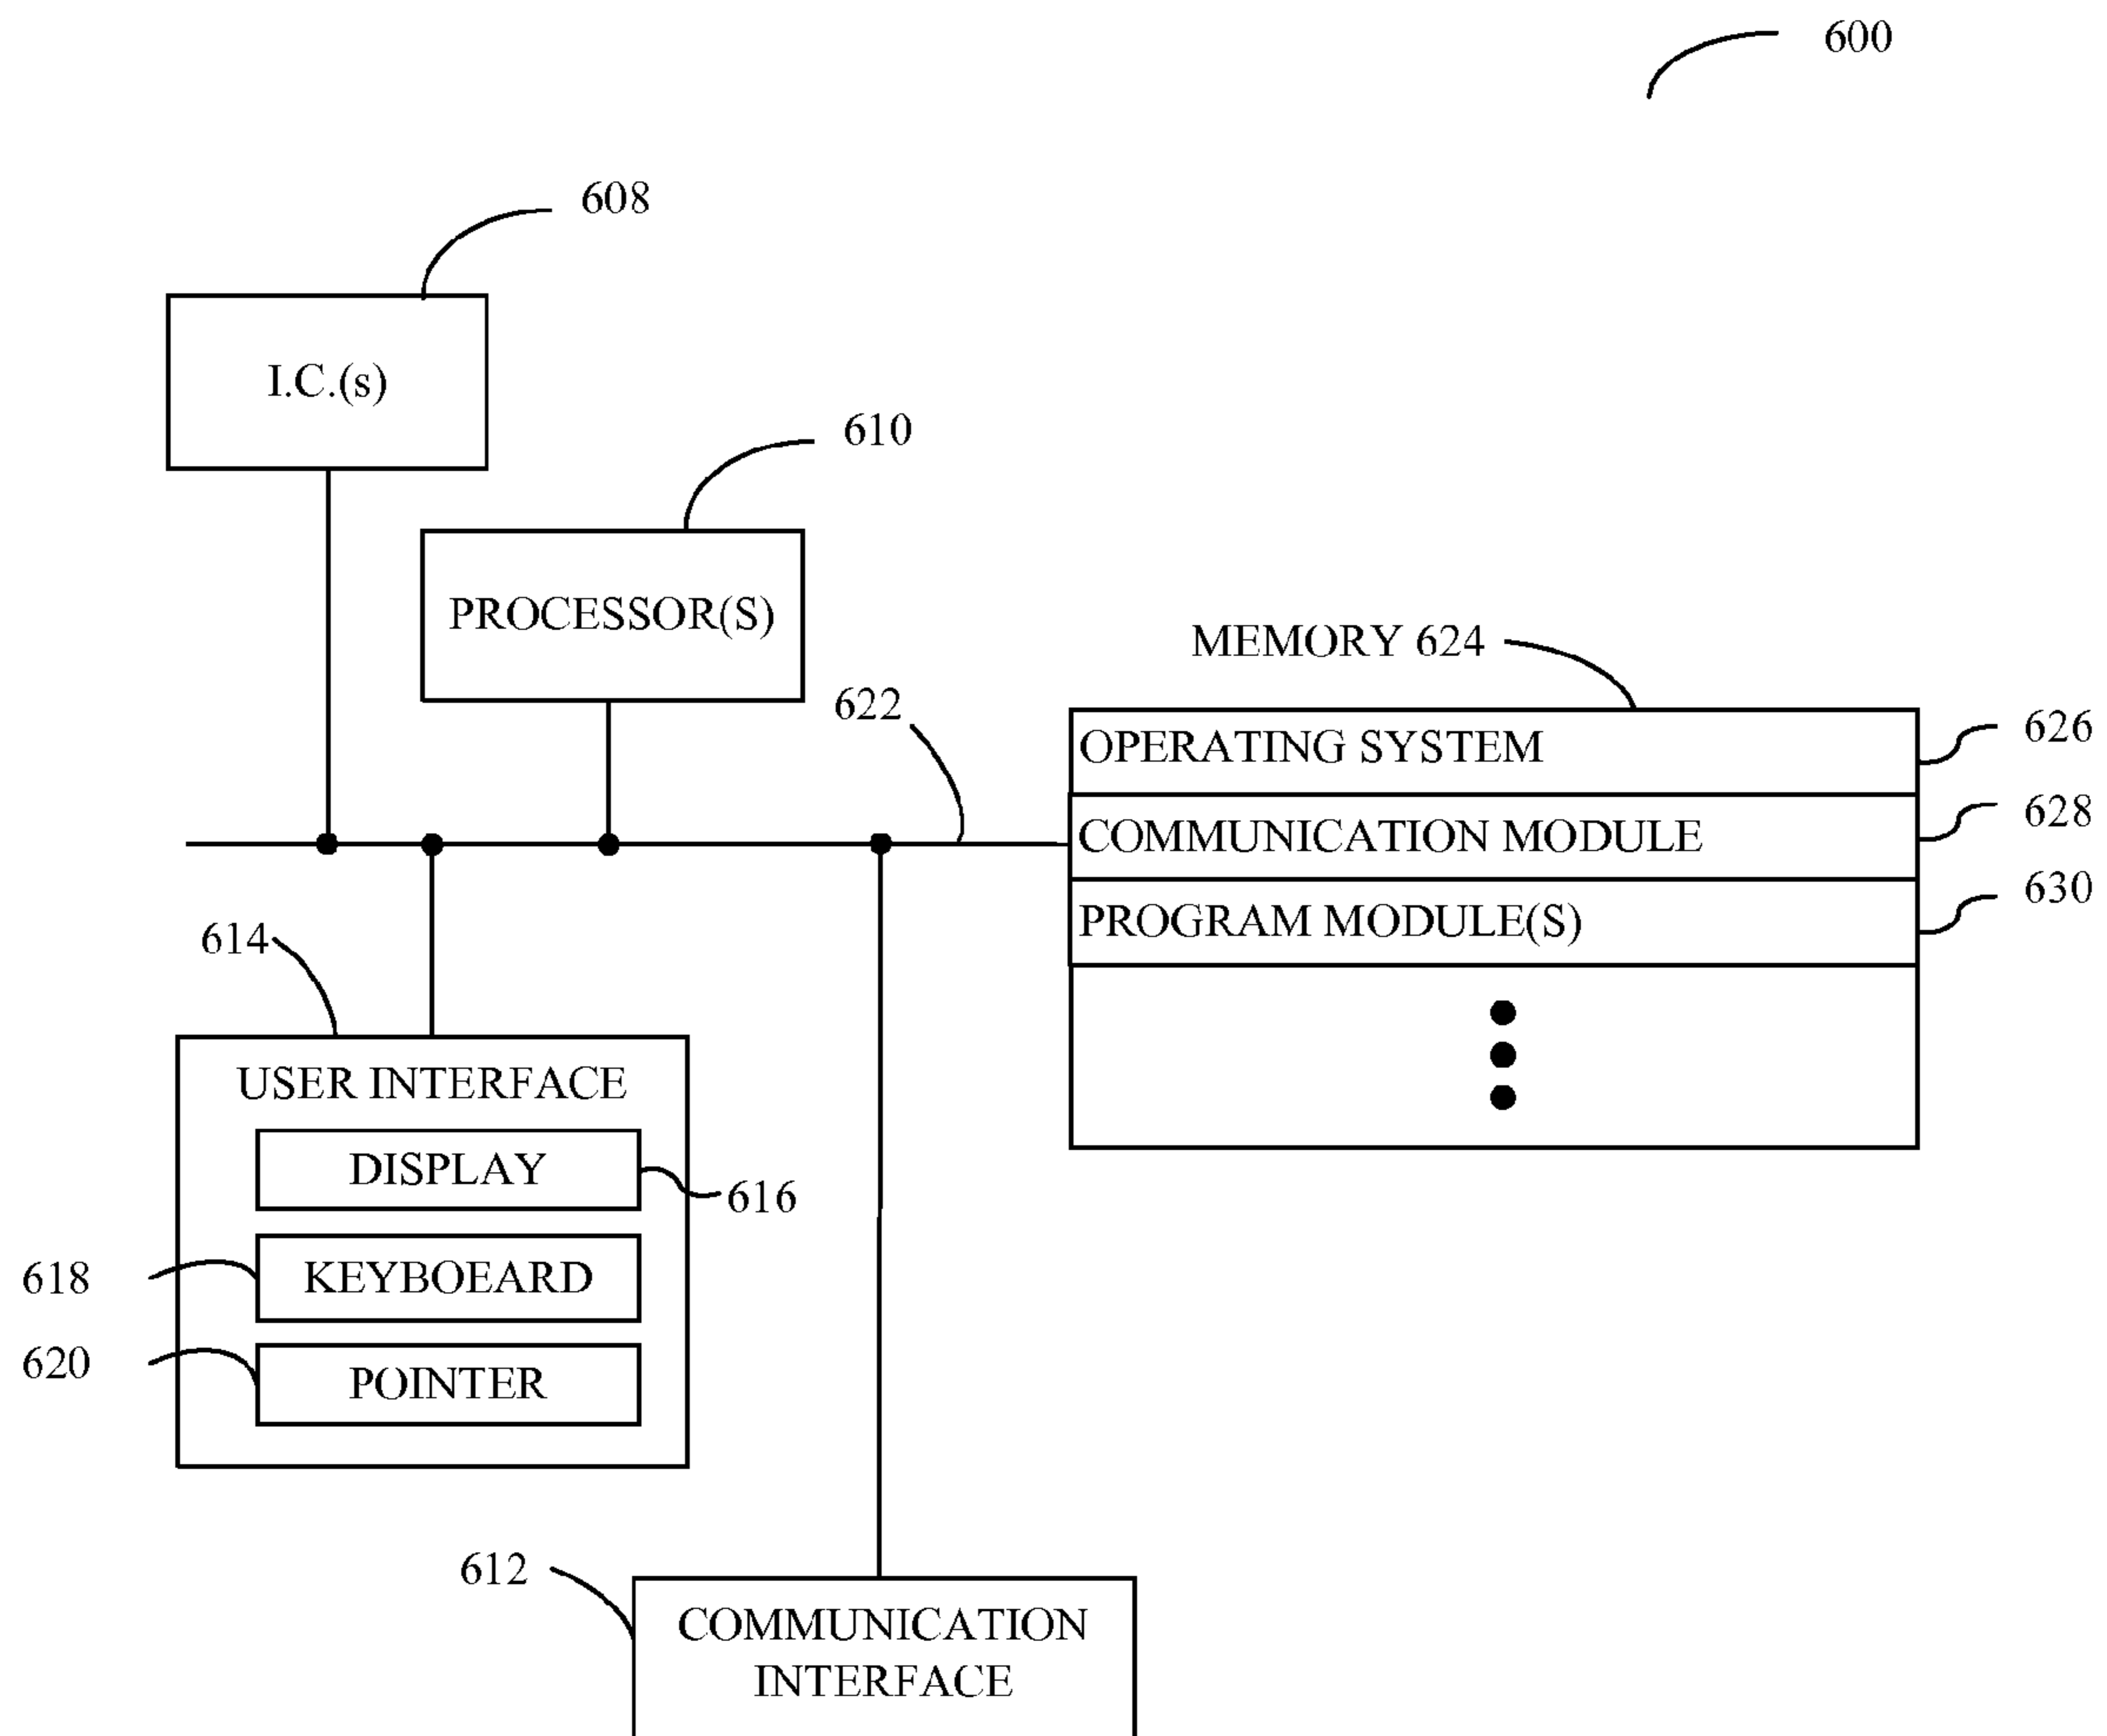 600
608
I.C.(s)
610
PROCESSOR(S)
MEMORY 624
622
626
OPERATING SYSTEM
628
COMMUNICATION MODULE
630
PROGRAM MODULE(S)
614
USER INTERFACE
DISPLAY
616
618
KEYBOEARD
620
POINTER
612
COMMUNICATION
INTERFACE